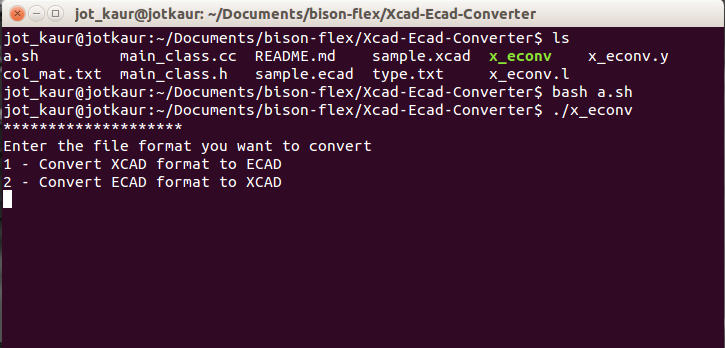 jot_kaur@jotkaur: ~/Documents/bison-flex/Xcad-Ecad-Converter
jot_kaur@jotkaur:~/Documents/bison-flex/Xcad-Ecad-Converter$ ls
a.sh main_class.cc README.md sample.xcad x_econv x_econv.y
col_mat.txt main_class.h sample.ecad type.txt x_econv.l
jot_kaur@jotkaur:~/Documents/bison-flex/Xcad-Ecad-Converter$ bash a.sh
jot_kaur@jotkaur:~/Documents/bison-flex/Xcad-Ecad-Converter$ ./x_econv
********************
Enter the file format you want to convert
1 - Convert XCAD format to ECAD
2 - Convert ECAD format to XCAD